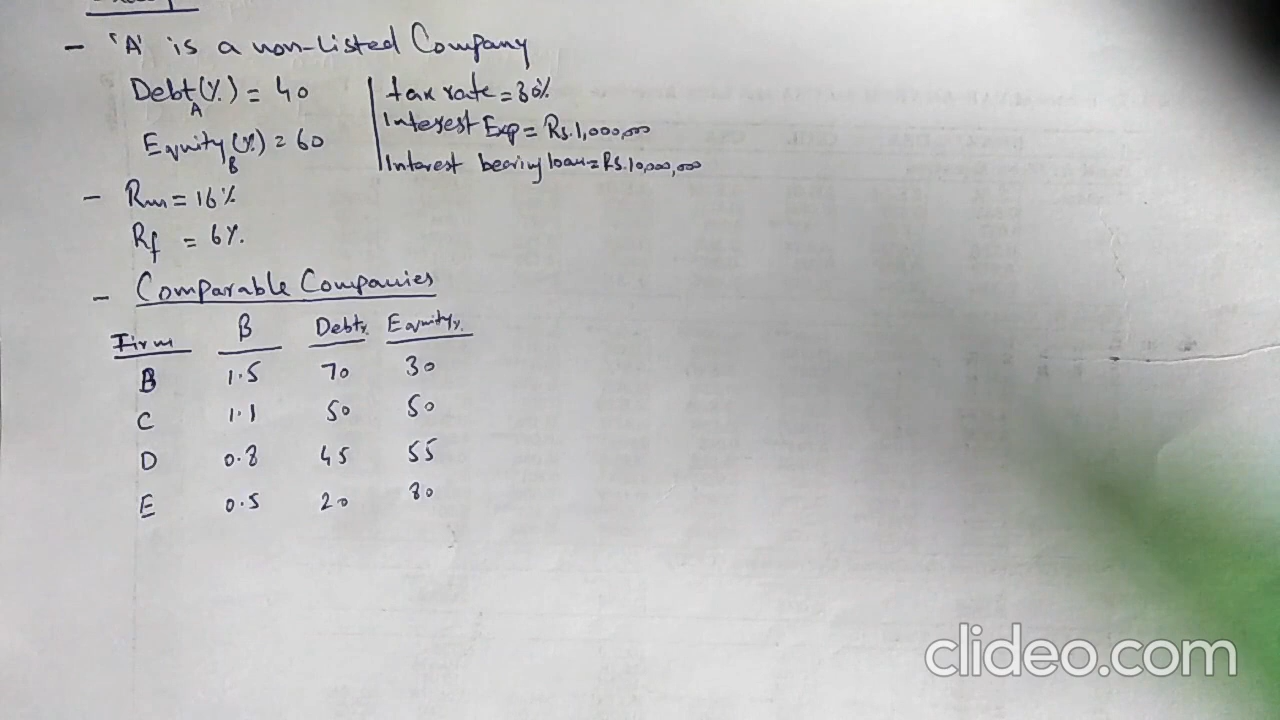 - 'A' is a non-Listed Company
Debt(%) = 40
A
Equity(%) = 60
B
tax rate = 30%
Interest Exp = Rs.1,000,000
Interest bearing loan = Rs.10,000,000
- Rm = 16%
Rf = 6%.
- Comparable Companies
Firm β Debt% Equity%
B 1.5 70 30
C 1.1 50 50
D 0.8 45 55
E 0.5 20 80
clideo.com